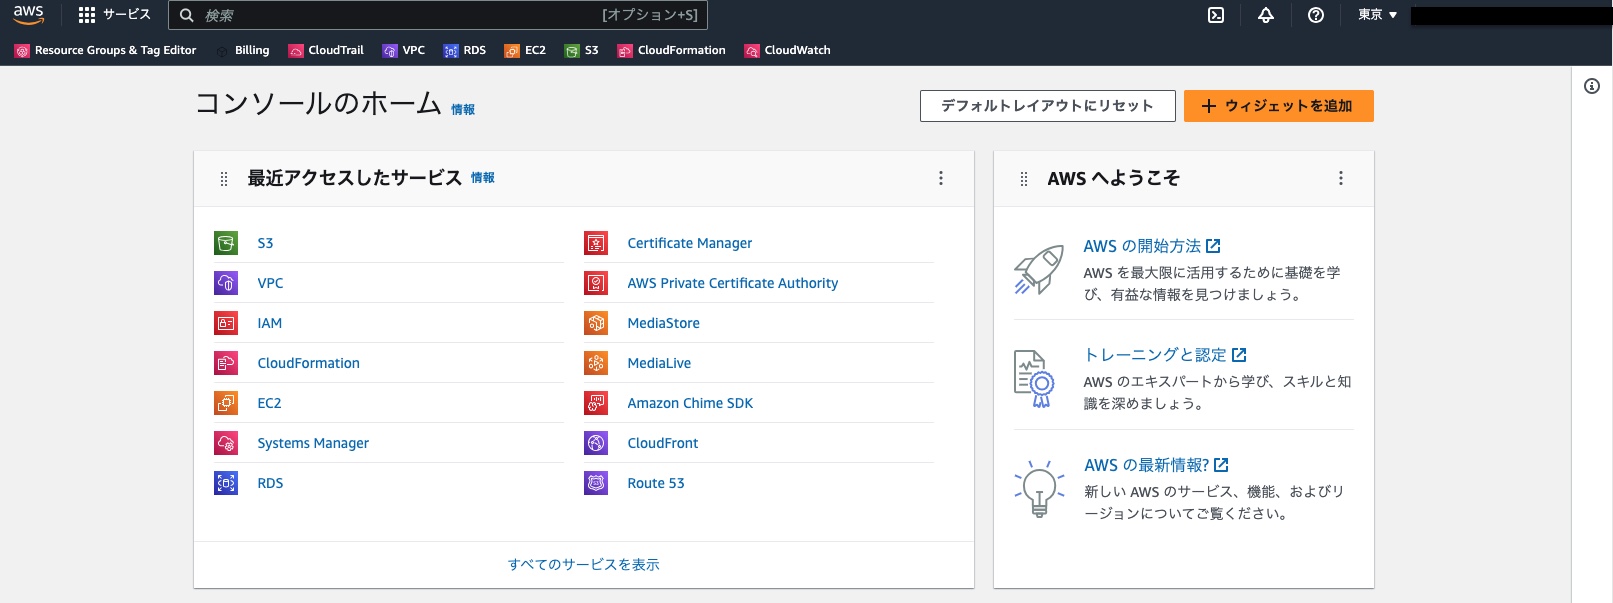 aws
サービス
検索
[オプション+S]
東京
Resource Groups & Tag Editor
Billing
CloudTrail
VPC
RDS
EC2
S3
CloudFormation
CloudWatch
コンソールのホーム 情報
デフォルトレイアウトにリセット
ウィジェットを追加
最近アクセスしたサービス 情報
S3
VPC
IAM
CloudFormation
EC2
Systems Manager
RDS
Certificate Manager
AWS Private Certificate Authority
MediaStore
MediaLive
Amazon Chime SDK
CloudFront
Route 53
すべてのサービスを表示
AWS へようこそ
AWS の開始方法
AWS を最大限に活用するために基礎を学
び、有益な情報を見つけましょう。
トレーニングと認定
AWS のエキスパートから学び、スキルと知
識を深めましょう。
AWS の最新情報?
新しい AWS のサービス、機能、およびリ
ージョンについてご覧ください。